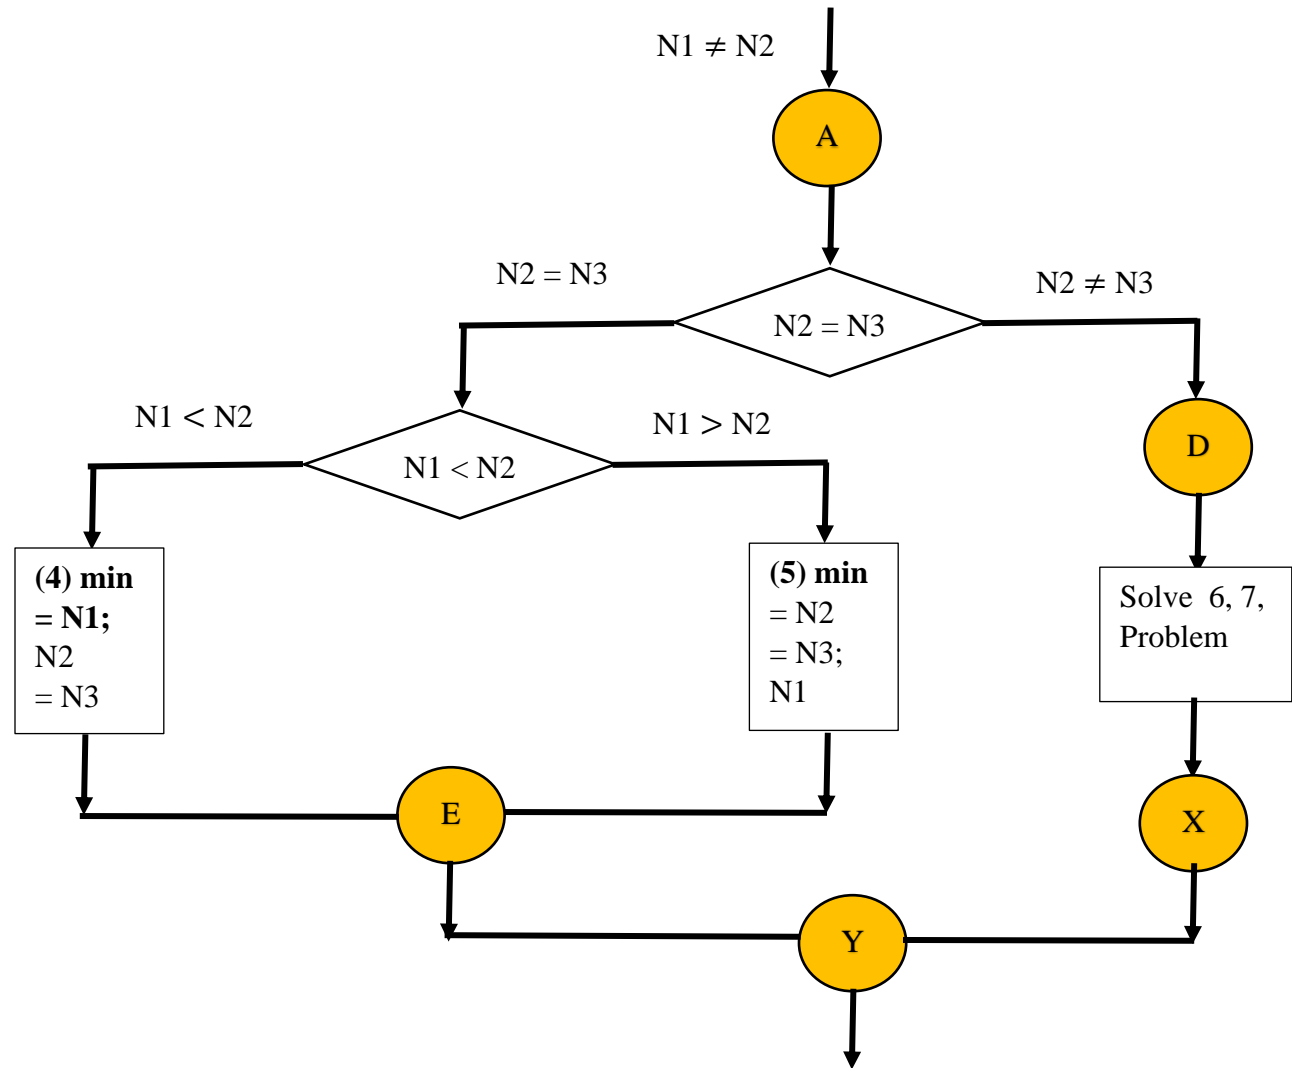 N1 ≠ N2
A
N2 = N3
N2 ≠ N3
N2 = N3
N1 < N2
N1 > N2
N1 < N2
D
(4) min
= N1;
N2
= N3
(5) min
= N2
= N3;
N1
Solve 6, 7,
Problem
E
X
Y